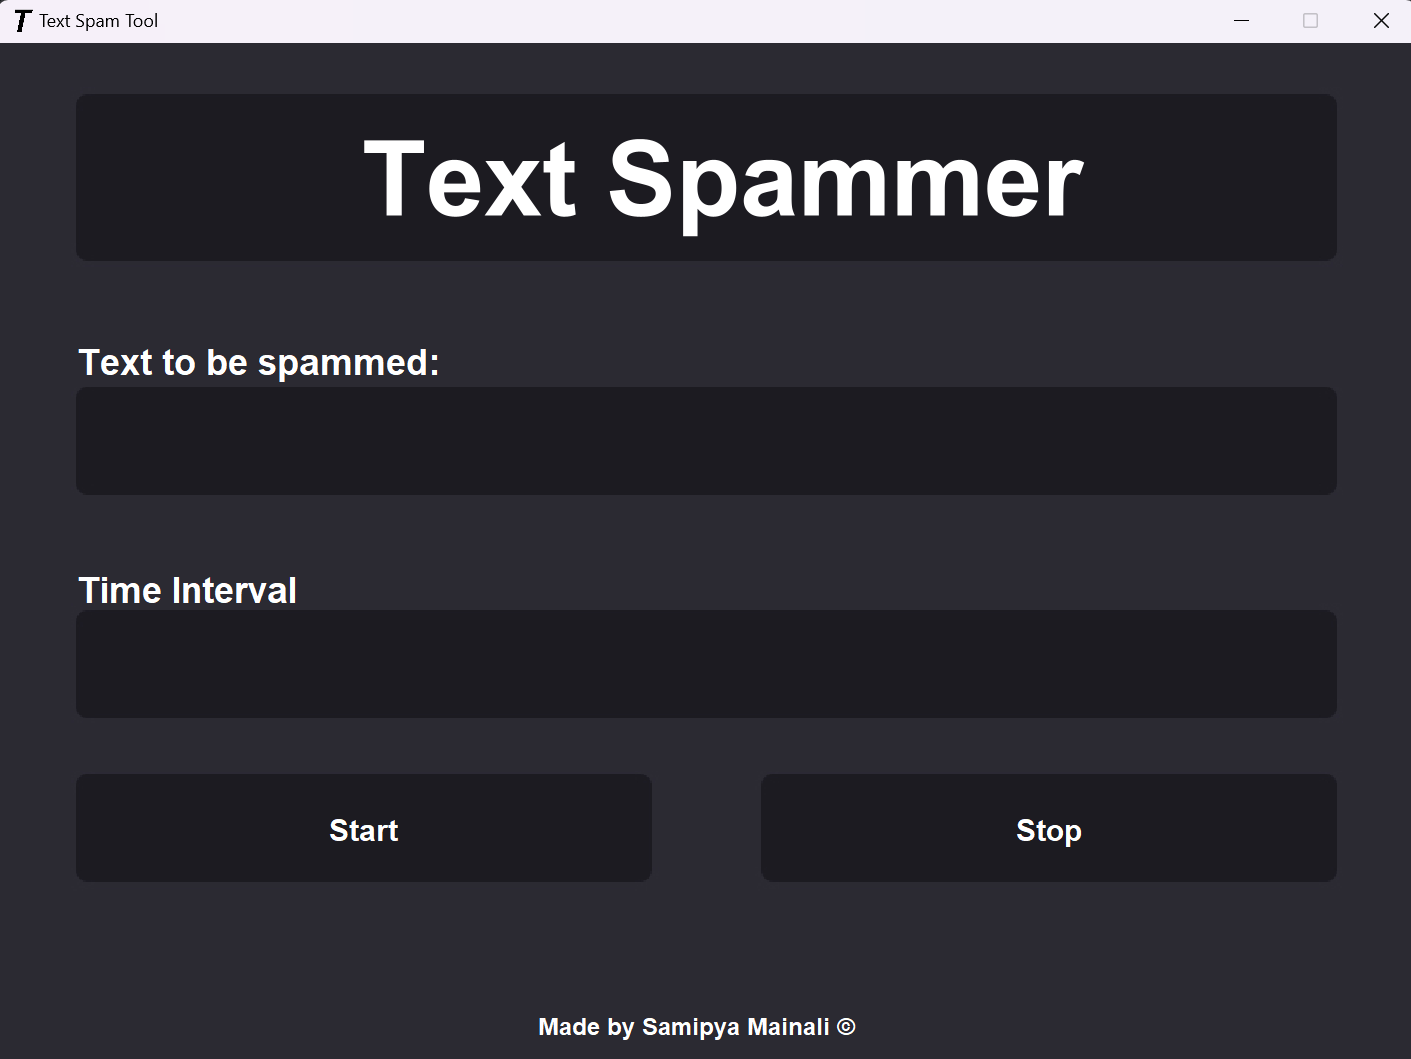 Text Spam Tool
Text Spammer
Text to be spammed:
Time Interval
Start
Stop
Made by Samipya Mainali ©